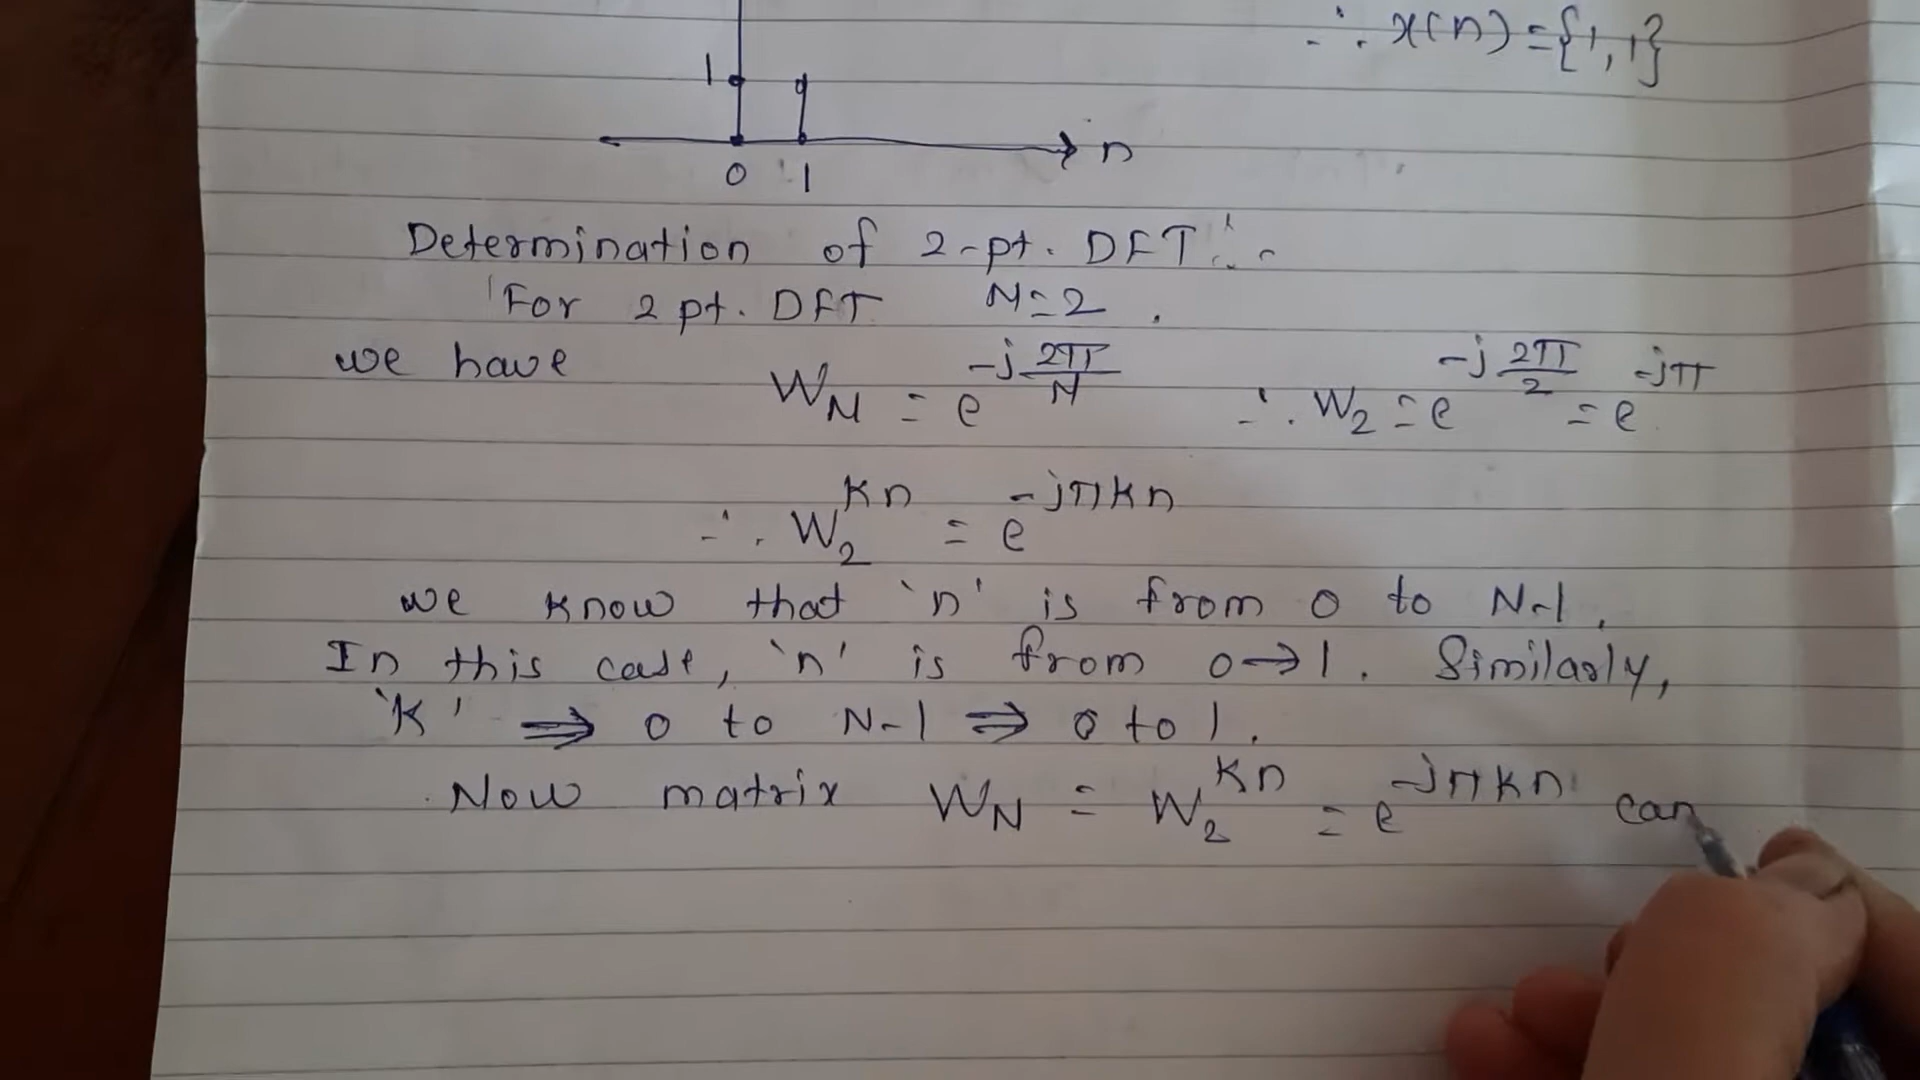 ∴ x(n) = {1, 1}
1
n
0 1
Determination of 2-pt. DFT :-
For 2 pt. DFT N=2 .
we have W_N = e^{-j 2π/N} ∴ W_2 = e^{-j 2π/2} = e^{-jπ}
∴ W_2^{kn} = e^{-jπkn}
we know that 'n' is from 0 to N-1.
In this case, 'n' is from 0→1. Similarly,
'k' ⇒ 0 to N-1 ⇒ 0 to 1.
Now matrix W_N = W_2^{kn} = e^{-jπkn} can